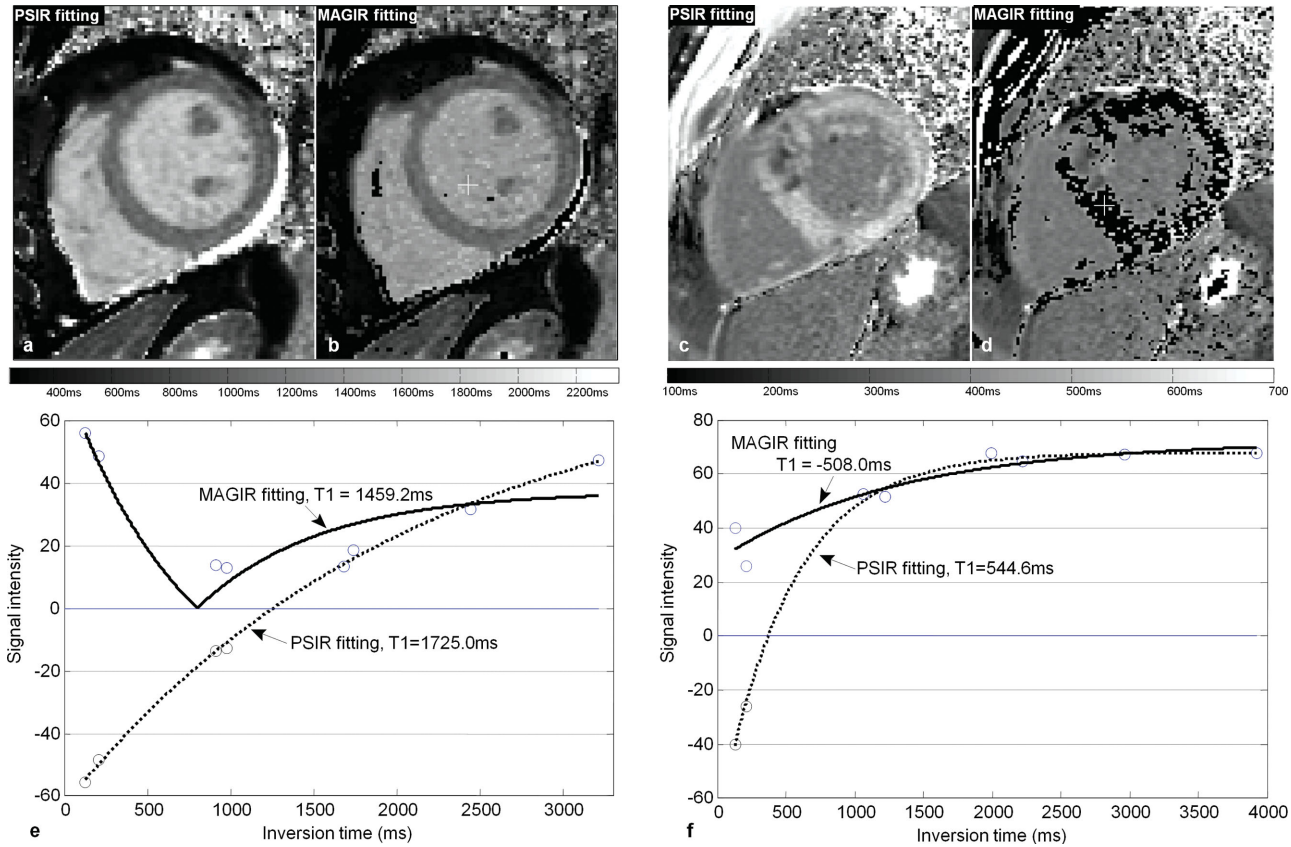 PSIR fitting
MAGIR fitting
PSIR fitting
MAGIR fitting
a
b
c
d
400ms 600ms 800ms 1000ms 1200ms 1400ms 1600ms 1800ms 2000ms 2200ms
100ms 200ms 300ms 400ms 500ms 600ms 700
60
40
20
0
-20
-40
-60
Signal intensity
MAGIR fitting, T1 = 1459.2ms
PSIR fitting, T1=1725.0ms
0 500 1000 1500 2000 2500 3000
Inversion time (ms)
e
80
60
40
20
0
-20
-40
-60
Signal intensity
MAGIR fitting
T1 = -508.0ms
PSIR fitting, T1=544.6ms
0 500 1000 1500 2000 2500 3000 3500 4000
Inversion time (ms)
f